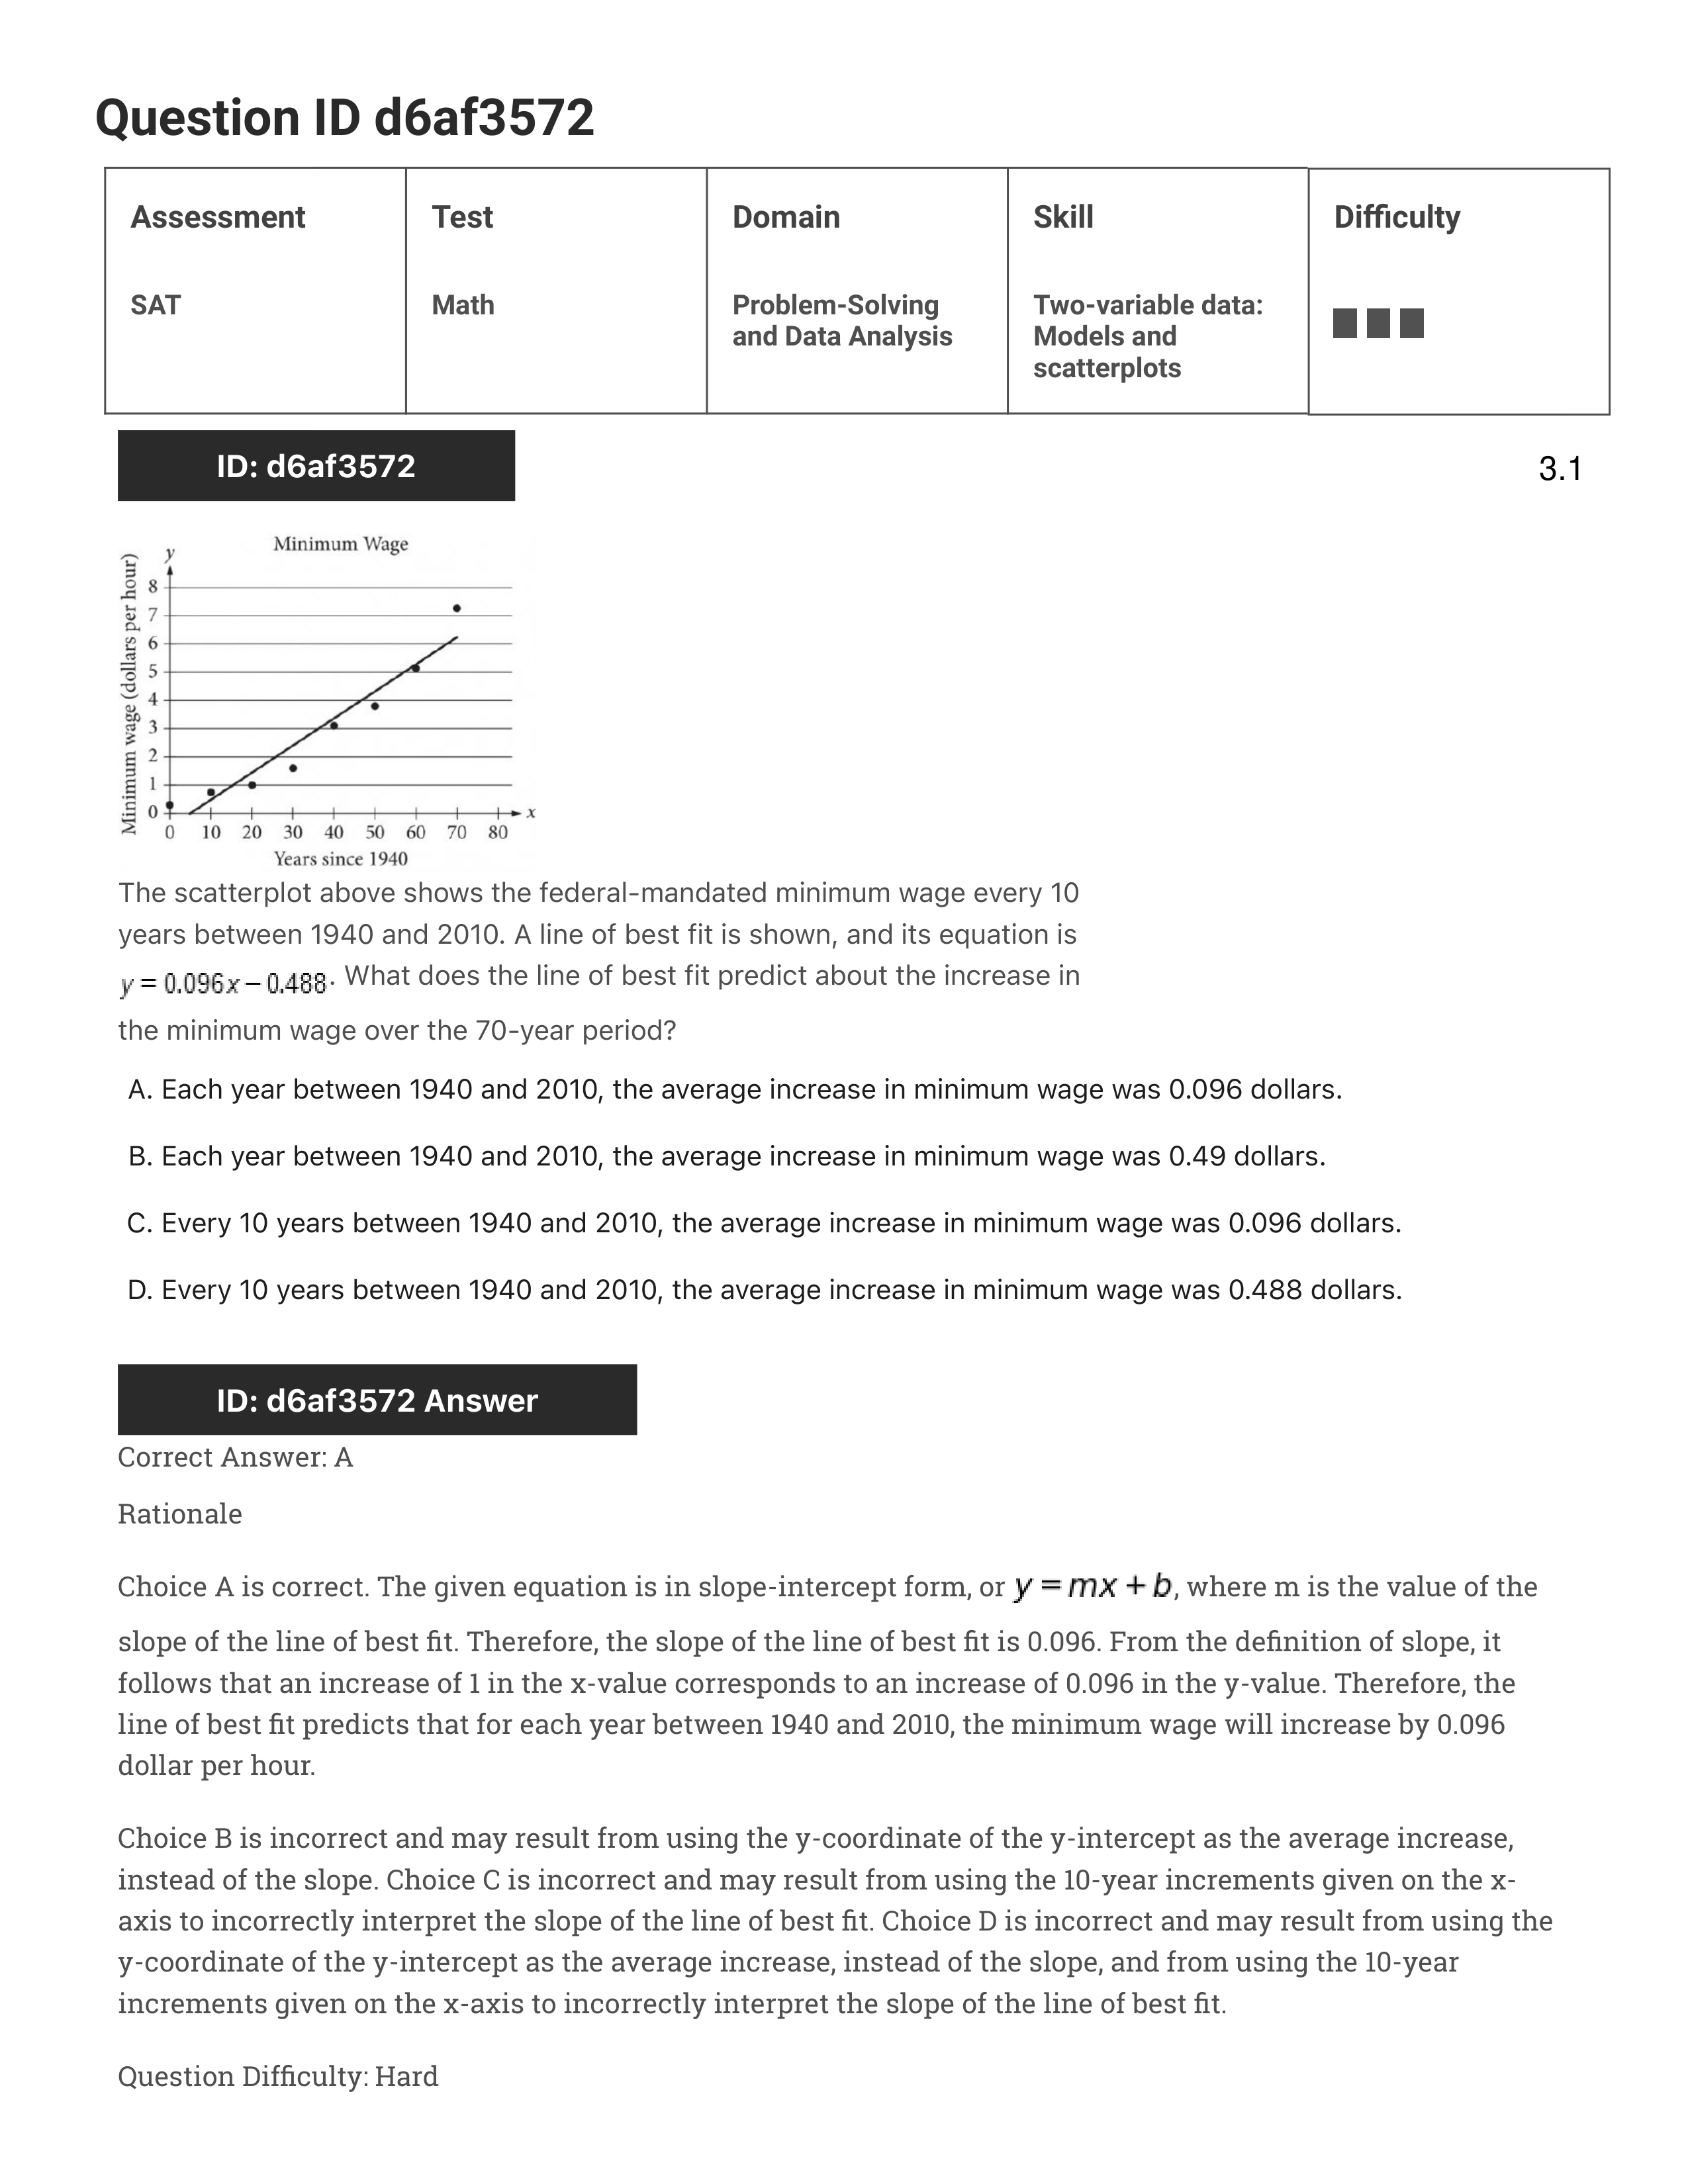 Question ID d6af3572
Assessment
Test
Domain
Skill
Difficulty
SAT
Math
Problem-Solving
and Data Analysis
Two-variable data:
Models and
scatterplots
ID: d6af3572
3.1
Minimum Wage
y
Minimum wage (dollars per hour)
8
7
6
5
4
3
2
1
0
x
0 10 20 30 40 50 60 70 80
Years since 1940
The scatterplot above shows the federal-mandated minimum wage every 10
years between 1940 and 2010. A line of best fit is shown, and its equation is
y = 0.096x – 0.488. What does the line of best fit predict about the increase in
the minimum wage over the 70-year period?
A. Each year between 1940 and 2010, the average increase in minimum wage was 0.096 dollars.
B. Each year between 1940 and 2010, the average increase in minimum wage was 0.49 dollars.
C. Every 10 years between 1940 and 2010, the average increase in minimum wage was 0.096 dollars.
D. Every 10 years between 1940 and 2010, the average increase in minimum wage was 0.488 dollars.
ID: d6af3572 Answer
Correct Answer: A
Rationale
Choice A is correct. The given equation is in slope-intercept form, or y = mx + b, where m is the value of the
slope of the line of best fit. Therefore, the slope of the line of best fit is 0.096. From the definition of slope, it
follows that an increase of 1 in the x-value corresponds to an increase of 0.096 in the y-value. Therefore, the
line of best fit predicts that for each year between 1940 and 2010, the minimum wage will increase by 0.096
dollar per hour.
Choice B is incorrect and may result from using the y-coordinate of the y-intercept as the average increase,
instead of the slope. Choice C is incorrect and may result from using the 10-year increments given on the x-
axis to incorrectly interpret the slope of the line of best fit. Choice D is incorrect and may result from using the
y-coordinate of the y-intercept as the average increase, instead of the slope, and from using the 10-year
increments given on the x-axis to incorrectly interpret the slope of the line of best fit.
Question Difficulty: Hard